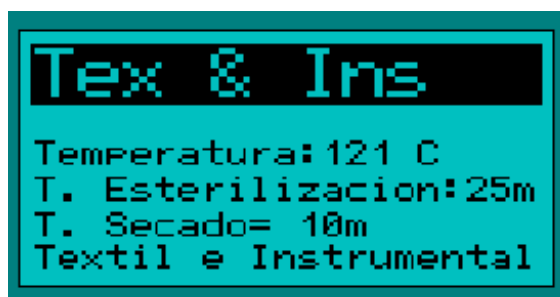 Tex & Ins
Temperatura:121 C
T. Esterilizacion:25m
T. Secado= 10m
Textil e Instrumental